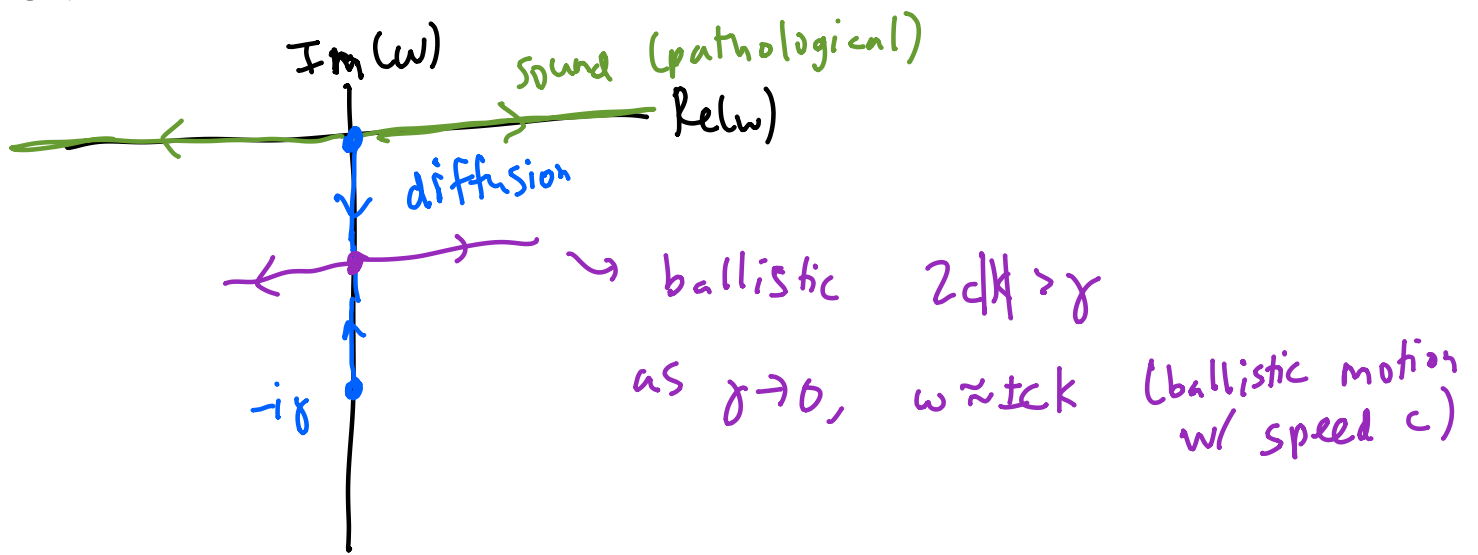 Im(ω)
sound (pathological)
Re(ω)
diffusion
ballistic 2c|k| > γ
as γ→0, ω ≈ ±ck (ballistic motion
w/ speed c)
-iγ